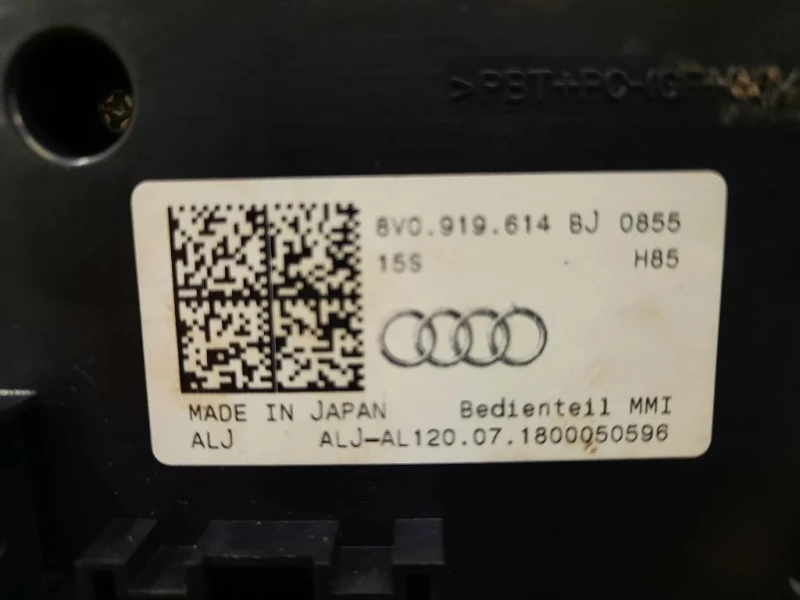 >PBT+PC-(G
8V0.919.614 BJ 0855
15S H85
MADE IN JAPAN Bedienteil MMI
ALJ ALJ-AL120.07.1800050596